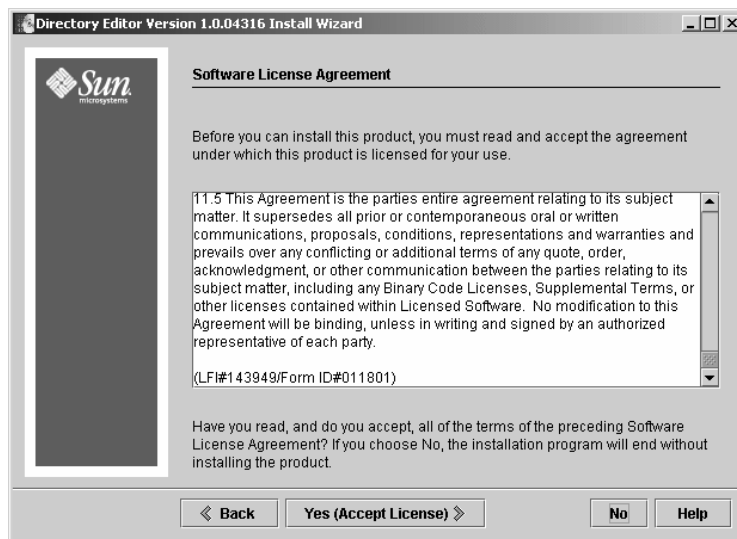 Directory Editor Version 1.0.04316 Install Wizard
Sun
microsystems
Software License Agreement
Before you can install this product, you must read and accept the agreement
under which this product is licensed for your use.
11.5 This Agreement is the parties entire agreement relating to its subject
matter. It supersedes all prior or contemporaneous oral or written
communications, proposals, conditions, representations and warranties and
prevails over any conflicting or additional terms of any quote, order,
acknowledgment, or other communication between the parties relating to its
subject matter, including any Binary Code Licenses, Supplemental Terms, or
other licenses contained within Licensed Software.  No modification to this
Agreement will be binding, unless in writing and signed by an authorized
representative of each party.
(LFI#143949/Form ID#011801)
Have you read, and do you accept, all of the terms of the preceding Software
License Agreement? If you choose No, the installation program will end without
installing the product.
Back Yes (Accept License) No Help